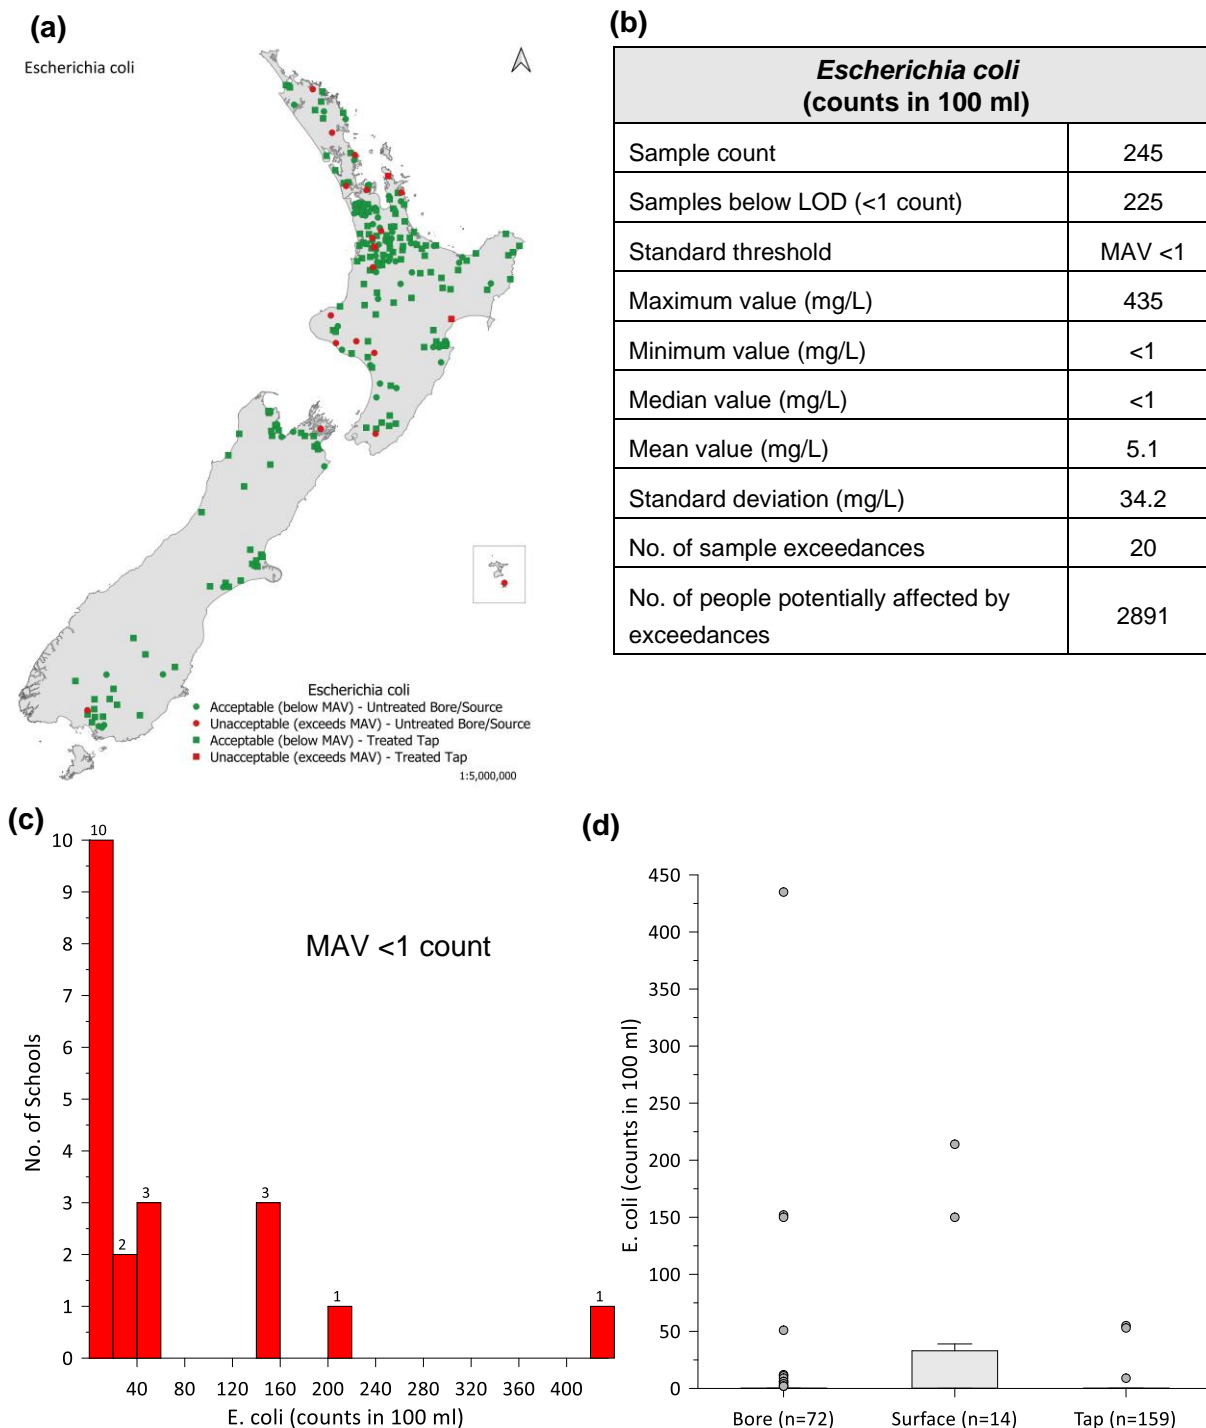 (a)
Escherichia coli
Escherichia coli
Acceptable (below MAV) - Untreated Bore/Source
Unacceptable (exceeds MAV) - Untreated Bore/Source
Acceptable (below MAV) - Treated Tap
Unacceptable (exceeds MAV) - Treated Tap
1:5,000,000
(b)
Escherichia coli
(counts in 100 ml)
Sample count 245
Samples below LOD (<1 count) 225
Standard threshold MAV <1
Maximum value (mg/L) 435
Minimum value (mg/L) <1
Median value (mg/L) <1
Mean value (mg/L) 5.1
Standard deviation (mg/L) 34.2
No. of sample exceedances 20
No. of people potentially affected by
exceedances 2891
(c)
MAV <1 count
No. of Schools
10
9
8
7
6
5
4
3
2
1
0
10
2
3
3
1
1
40 80 120 160 200 240 280 320 360 400
E. coli (counts in 100 ml)
(d)
E. coli (counts in 100 ml)
450
400
350
300
250
200
150
100
50
0
Bore (n=72) Surface (n=14) Tap (n=159)